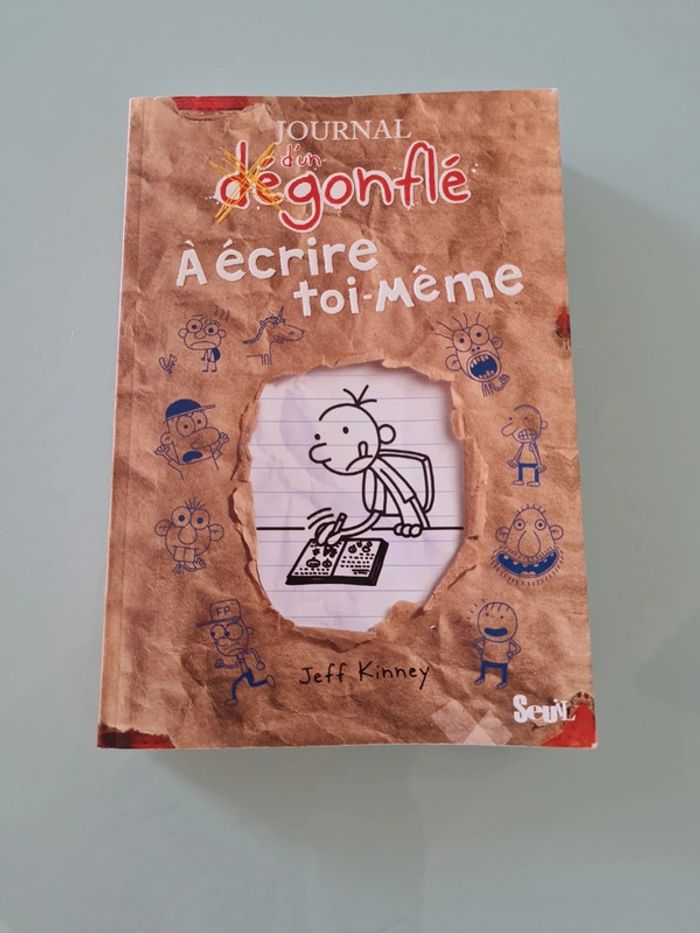 JOURNAL
d'un
dégonflé
À écrire
toi-Même
FP
Jeff Kinney
Seuil